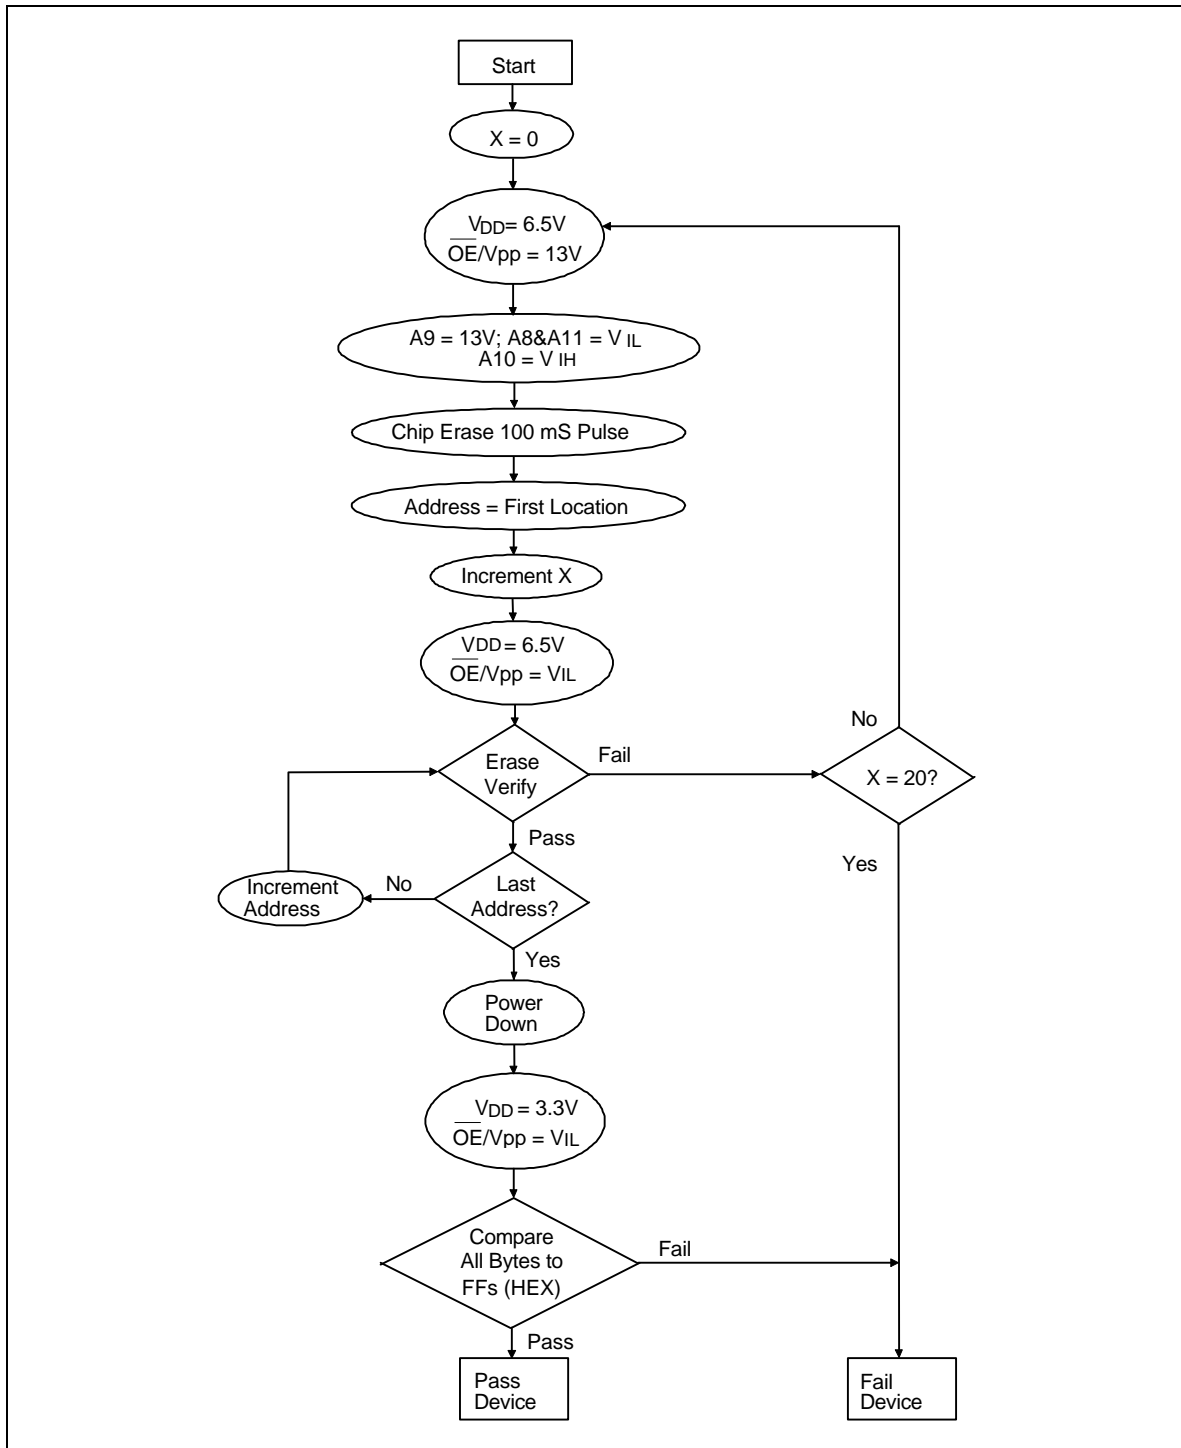 Start
X = 0
VDD= 6.5V
OE/Vpp = 13V
A9 = 13V; A8&A11 = V IL
A10 = V IH
Chip Erase 100 mS Pulse
Address = First Location
Increment X
VDD = 6.5V
OE/Vpp = VIL
Erase
Verify
Fail
No
X = 20?
Yes
Pass
Last
Address?
No
Increment
Address
Yes
Power
Down
VDD = 3.3V
OE/Vpp = VIL
Compare
All Bytes to
FFs (HEX)
Fail
Pass
Pass
Device
Fail
Device